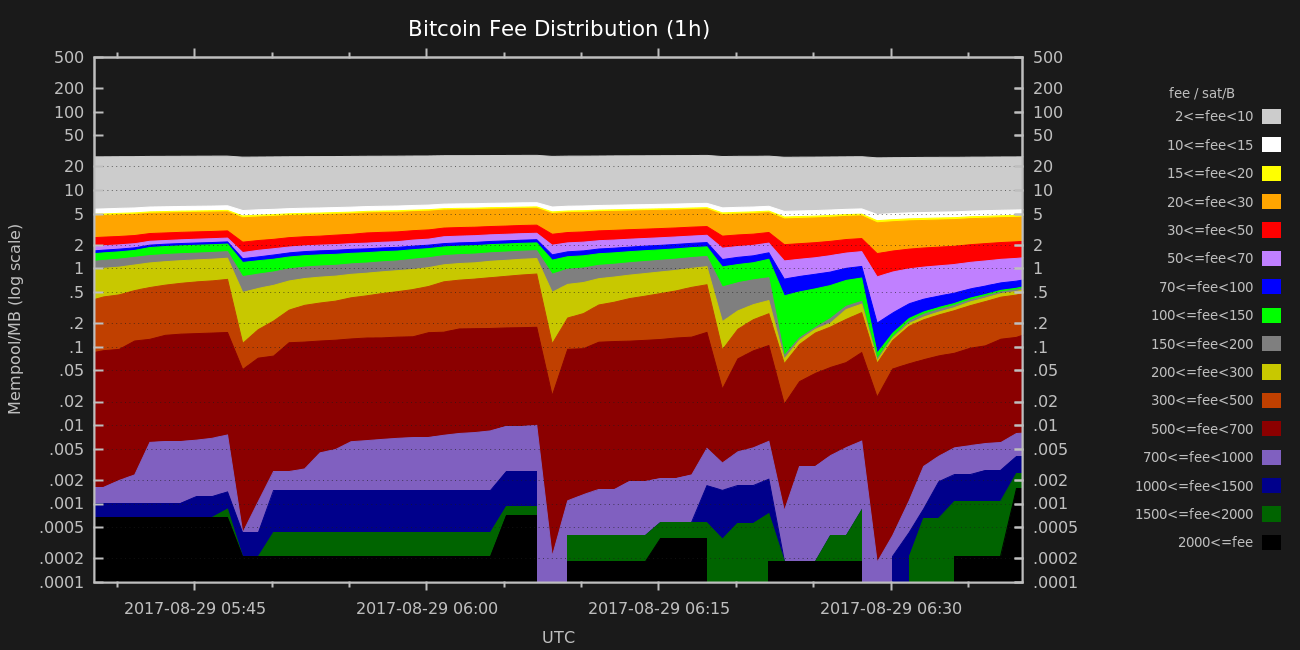 Bitcoin Fee Distribution (1h)
500
200
100
50
20
10
5
2
1
.5
.2
.1
.05
.02
.01
.005
.002
.001
.0005
.0002
.0001
Mempool/MB (log scale)
500
200
100
50
20
10
5
2
1
.5
.2
.1
.05
.02
.01
.005
.002
.001
.0005
.0002
.0001
2017-08-29 05:45
2017-08-29 06:00
2017-08-29 06:15
2017-08-29 06:30
UTC
fee / sat/B
2<=fee<10
10<=fee<15
15<=fee<20
20<=fee<30
30<=fee<50
50<=fee<70
70<=fee<100
100<=fee<150
150<=fee<200
200<=fee<300
300<=fee<500
500<=fee<700
700<=fee<1000
1000<=fee<1500
1500<=fee<2000
2000<=fee